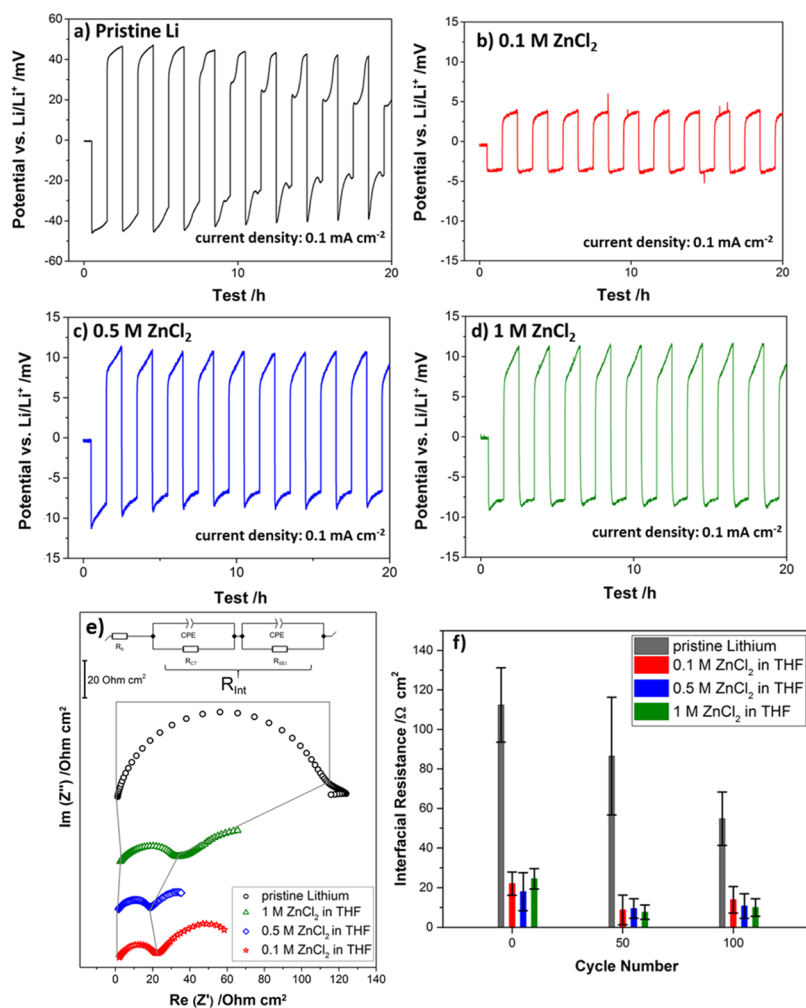 a) Pristine Li
60
40
20
0
-20
-40
-60
Potential vs. Li/Li⁺ /mV
current density: 0.1 mA cm⁻²
0
10
20
Test /h
b) 0.1 M ZnCl₂
15
10
5
0
-5
-10
-15
Potential vs. Li/Li⁺ /mV
current density: 0.1 mA cm⁻²
0
10
20
Test /h
c) 0.5 M ZnCl₂
15
10
5
0
-5
-10
-15
Potential vs. Li/Li⁺ /mV
current density: 0.1 mA cm⁻²
0
10
20
Test /h
d) 1 M ZnCl₂
15
10
5
0
-5
-10
-15
Potential vs. Li/Li⁺ /mV
current density: 0.1 mA cm⁻²
0
10
20
Test /h
e)
CPE
CPE
R_CT
R_SEI
R_Int
20 Ohm cm²
Im (Z'') /Ohm cm²
pristine Lithium
1 M ZnCl₂ in THF
0.5 M ZnCl₂ in THF
0.1 M ZnCl₂ in THF
0
20
40
60
80
100
120
140
Re (Z') /Ohm cm²
f)
pristine Lithium
0.1 M ZnCl₂ in THF
0.5 M ZnCl₂ in THF
1 M ZnCl₂ in THF
140
120
100
80
60
40
20
0
Interfacial Resistance /Ω cm²
0
50
100
Cycle Number